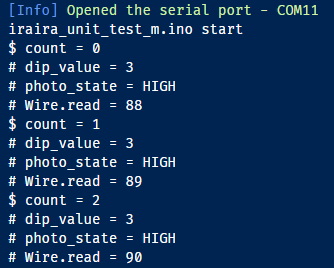 [Info] Opened the serial port - COM11
iraira_unit_test_m.ino start
$ count = 0
# dip_value = 3
# photo_state = HIGH
# Wire.read = 88
$ count = 1
# dip_value = 3
# photo_state = HIGH
# Wire.read = 89
$ count = 2
# dip_value = 3
# photo_state = HIGH
# Wire.read = 90